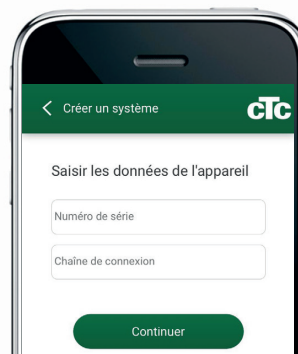 Créer un système
CTC
Saisir les données de l'appareil
Numéro de série
Chaîne de connexion
Continuer